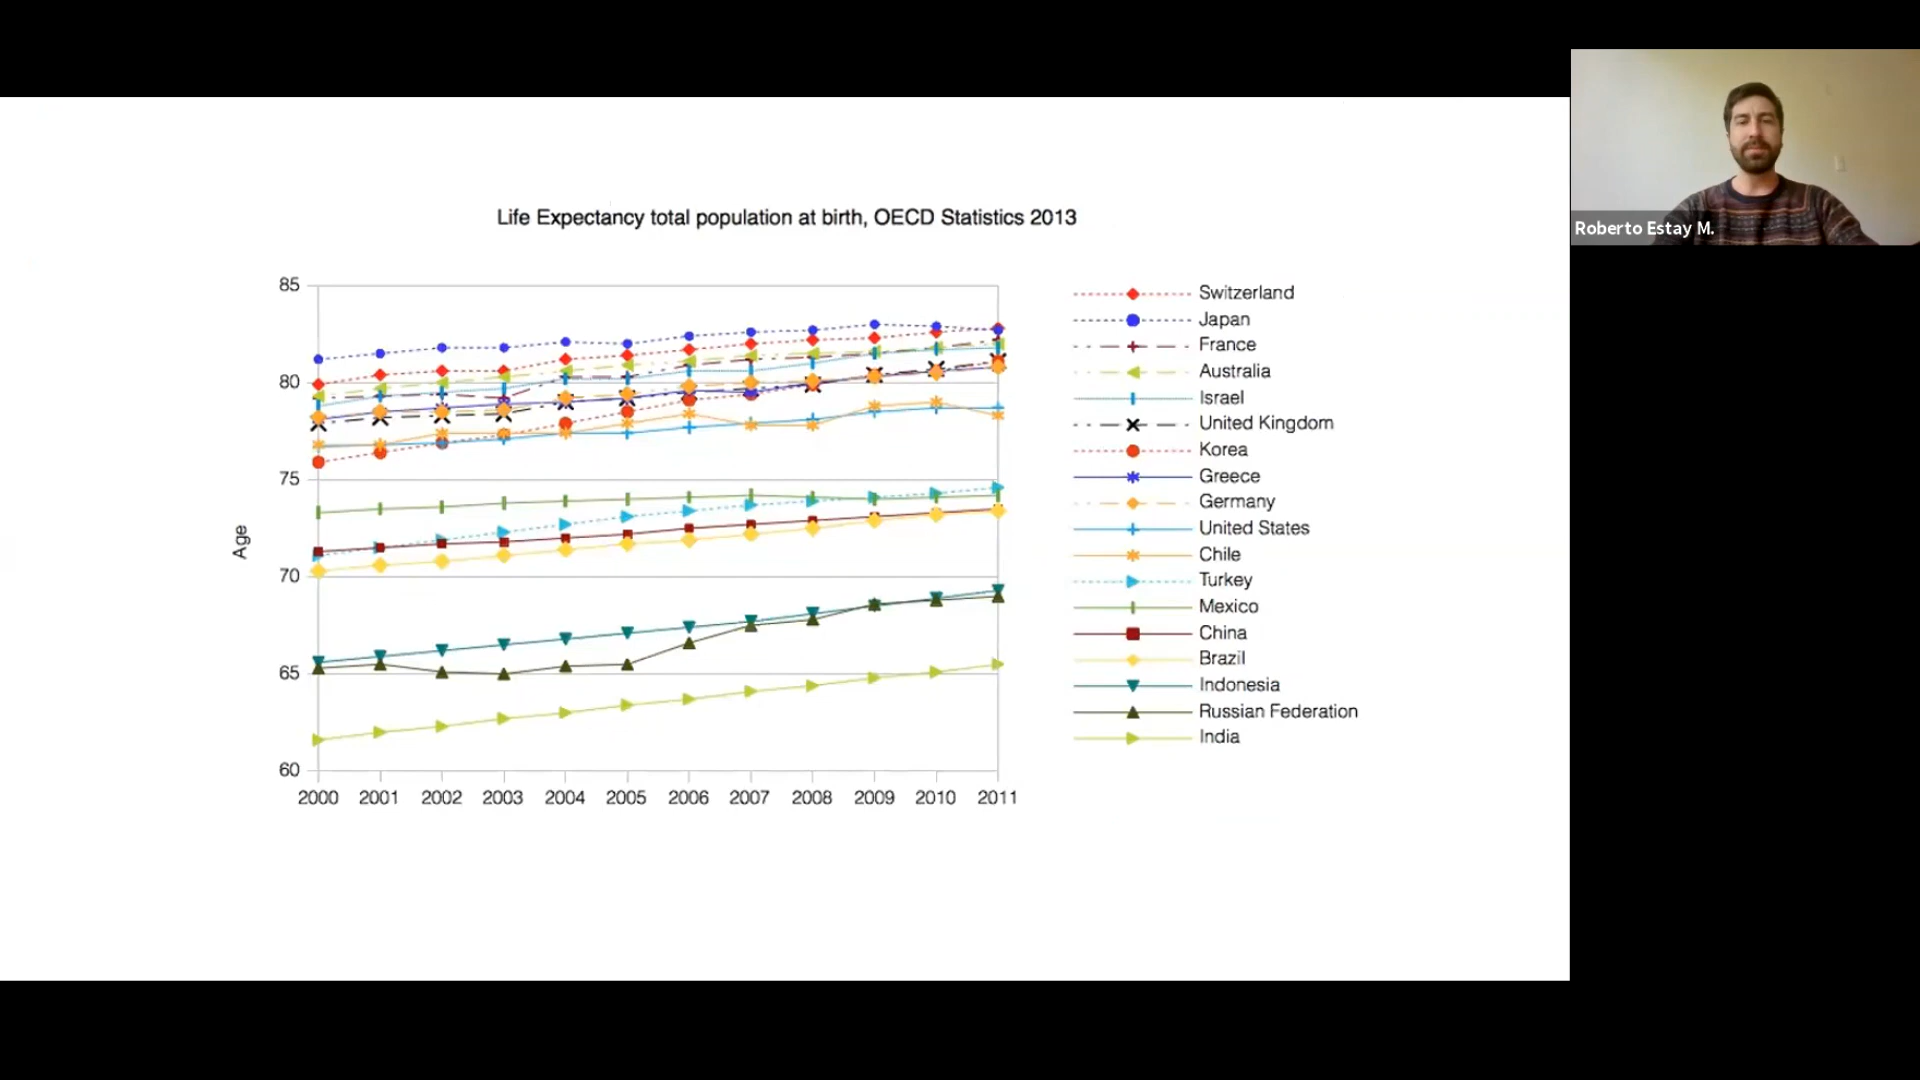 Life Expectancy total population at birth, OECD Statistics 2013
85
80
75
70
65
60
Age
2000 2001 2002 2003 2004 2005 2006 2007 2008 2009 2010 2011
Switzerland
Japan
France
Australia
Israel
United Kingdom
Korea
Greece
Germany
United States
Chile
Turkey
Mexico
China
Brazil
Indonesia
Russian Federation
India
Roberto Estay M.